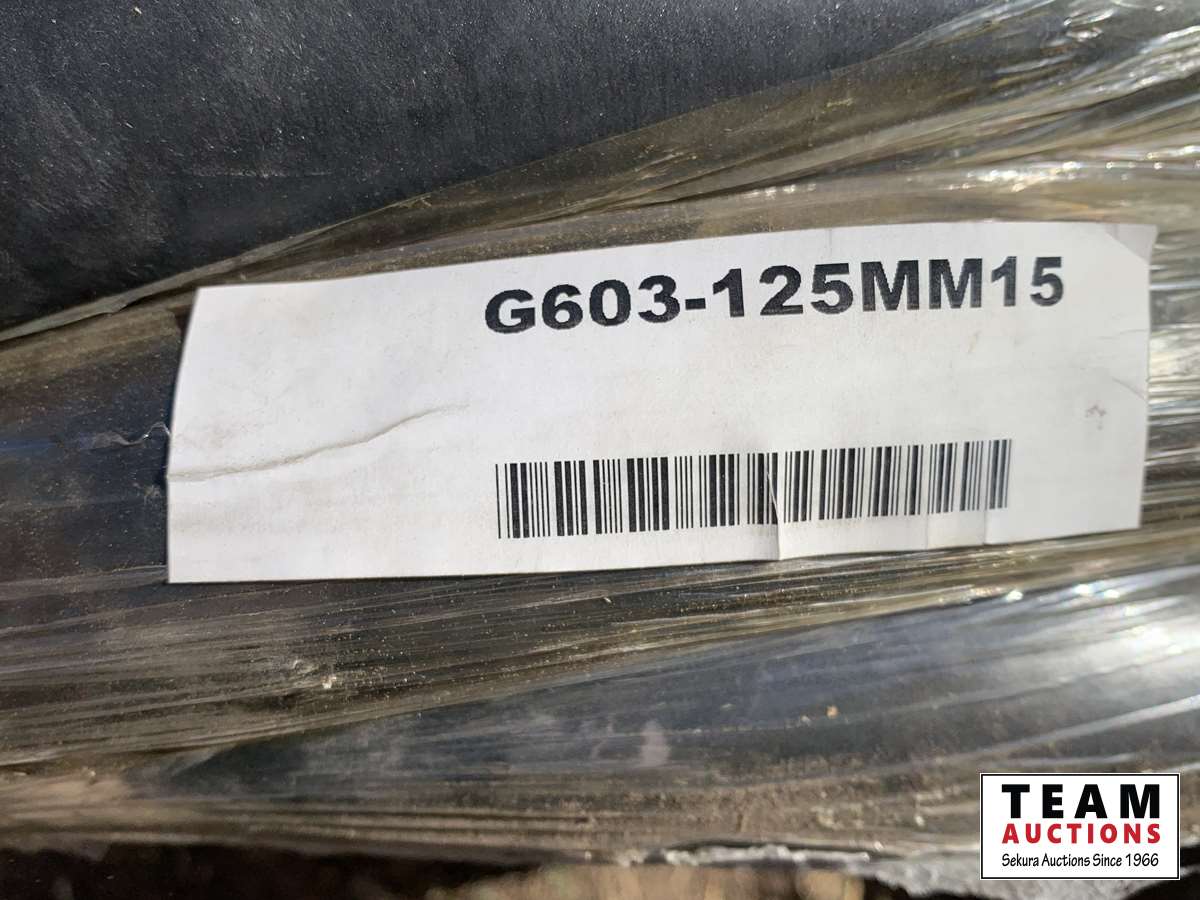 G603-125MM15
TEAM
AUCTIONS
Sekura Auctions Since 1966